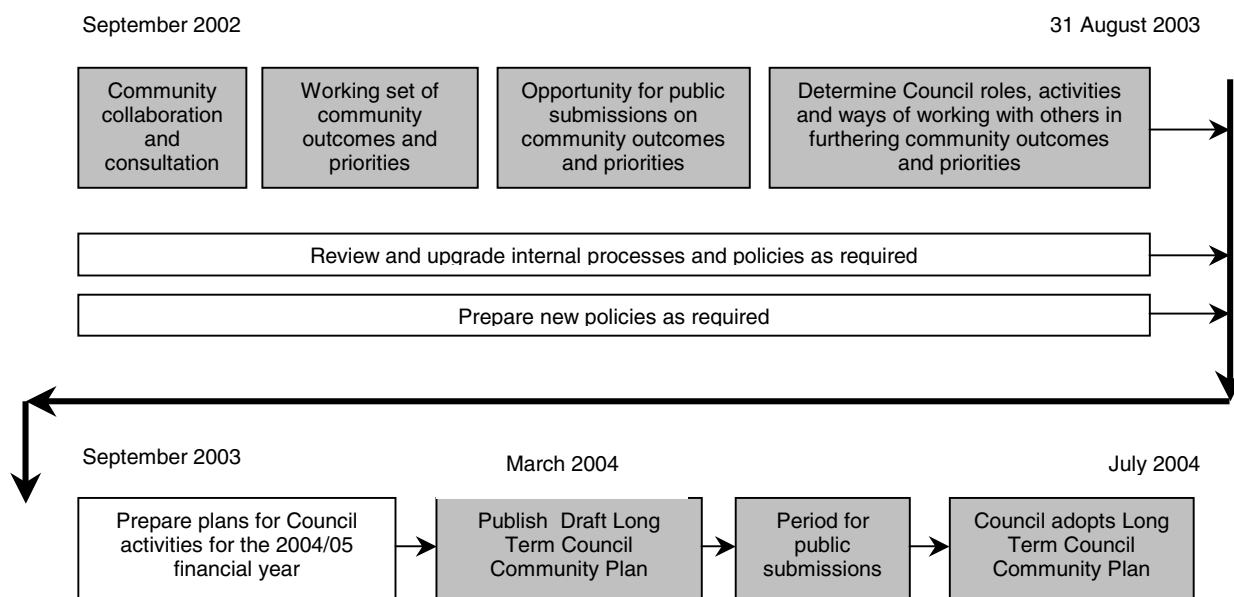 September 2002
31 August 2003
Community
collaboration
and
consultation
Working set of
community
outcomes and
priorities
Opportunity for public
submissions on
community outcomes
and priorities
Determine Council roles, activities
and ways of working with others in
furthering community outcomes
and priorities
Review and upgrade internal processes and policies as required
Prepare new policies as required
September 2003
March 2004
July 2004
Prepare plans for Council
activities for the 2004/05
financial year
Publish Draft Long
Term Council
Community Plan
Period for
public
submissions
Council adopts Long
Term Council
Community Plan